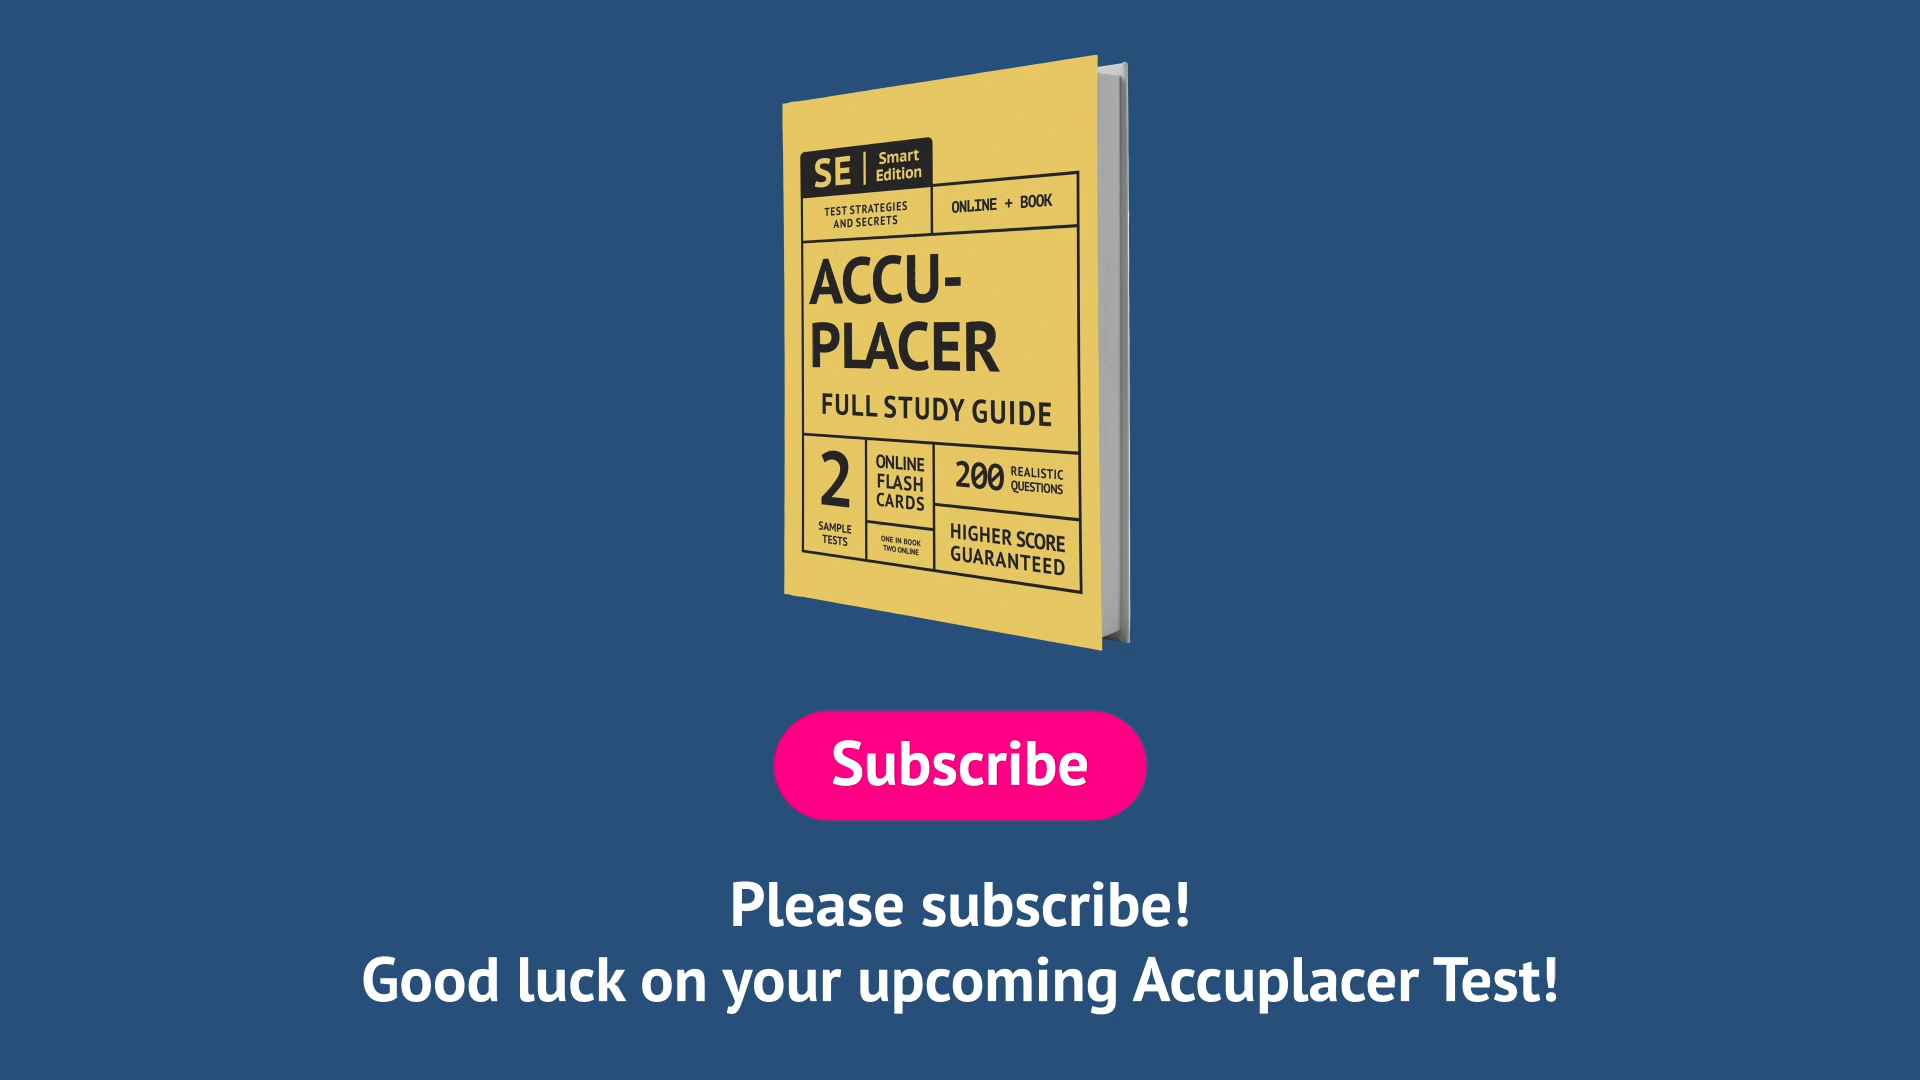 SE | Smart Edition
TEST STRATEGIES
AND SECRETS
ONLINE + BOOK
ACCU-
PLACER
FULL STUDY GUIDE
2
SAMPLE
TESTS
ONLINE
FLASH
CARDS
ONE IN BOOK
TWO ONLINE
200 REALISTIC
QUESTIONS
HIGHER SCORE
GUARANTEED
Subscribe
Please subscribe!
Good luck on your upcoming Accuplacer Test!